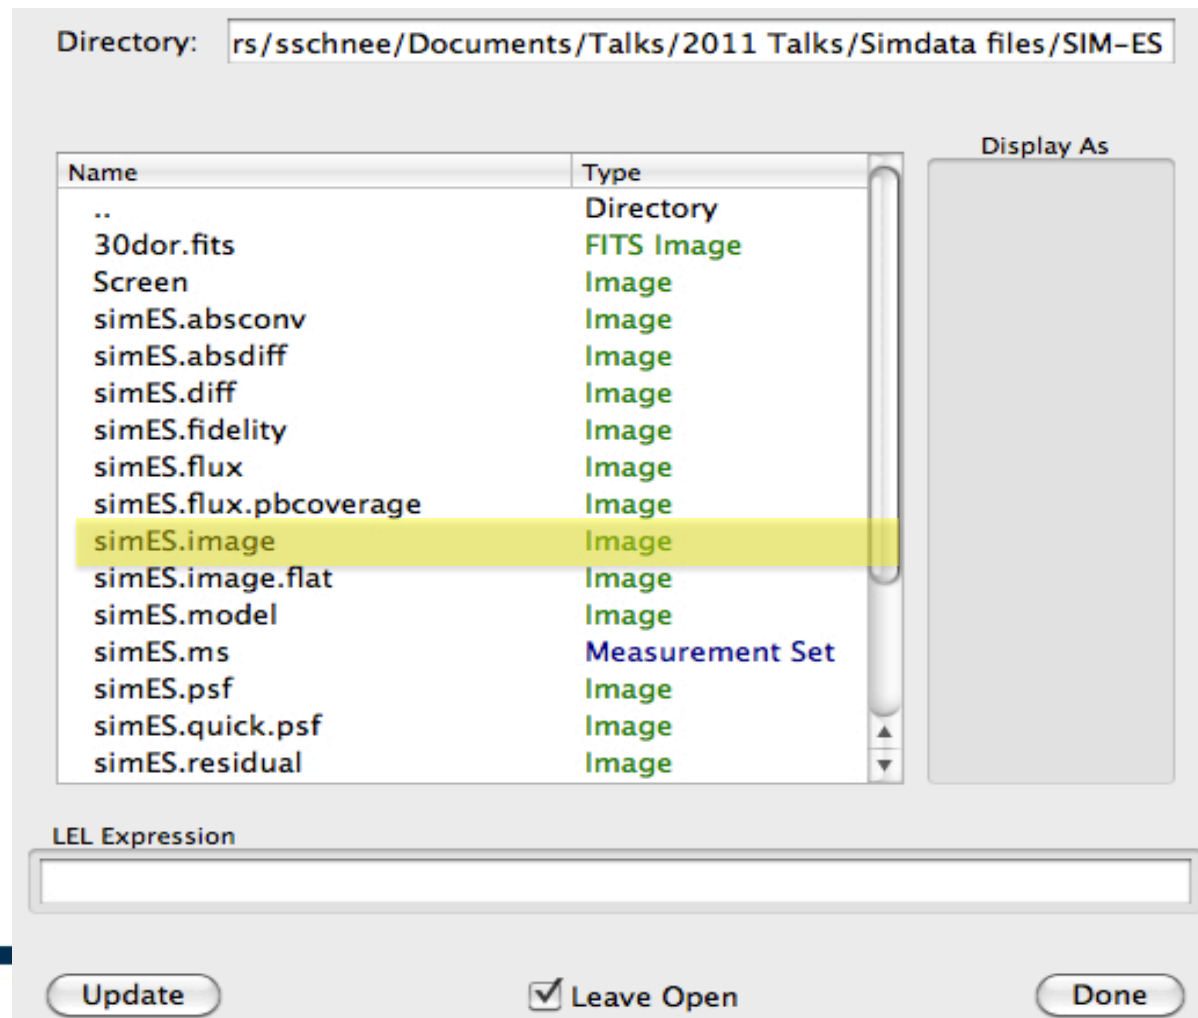 Directory: rs/sschnee/Documents/Talks/2011 Talks/Simdata files/SIM-ES
Display As
Name Type
.. Directory
30dor.fits FITS Image
Screen Image
simES.absconv Image
simES.absdiff Image
simES.diff Image
simES.fidelity Image
simES.flux Image
simES.flux.pbcoverage Image
simES.image Image
simES.image.flat Image
simES.model Image
simES.ms Measurement Set
simES.psf Image
simES.quick.psf Image
simES.residual Image
LEL Expression
Update Leave Open Done